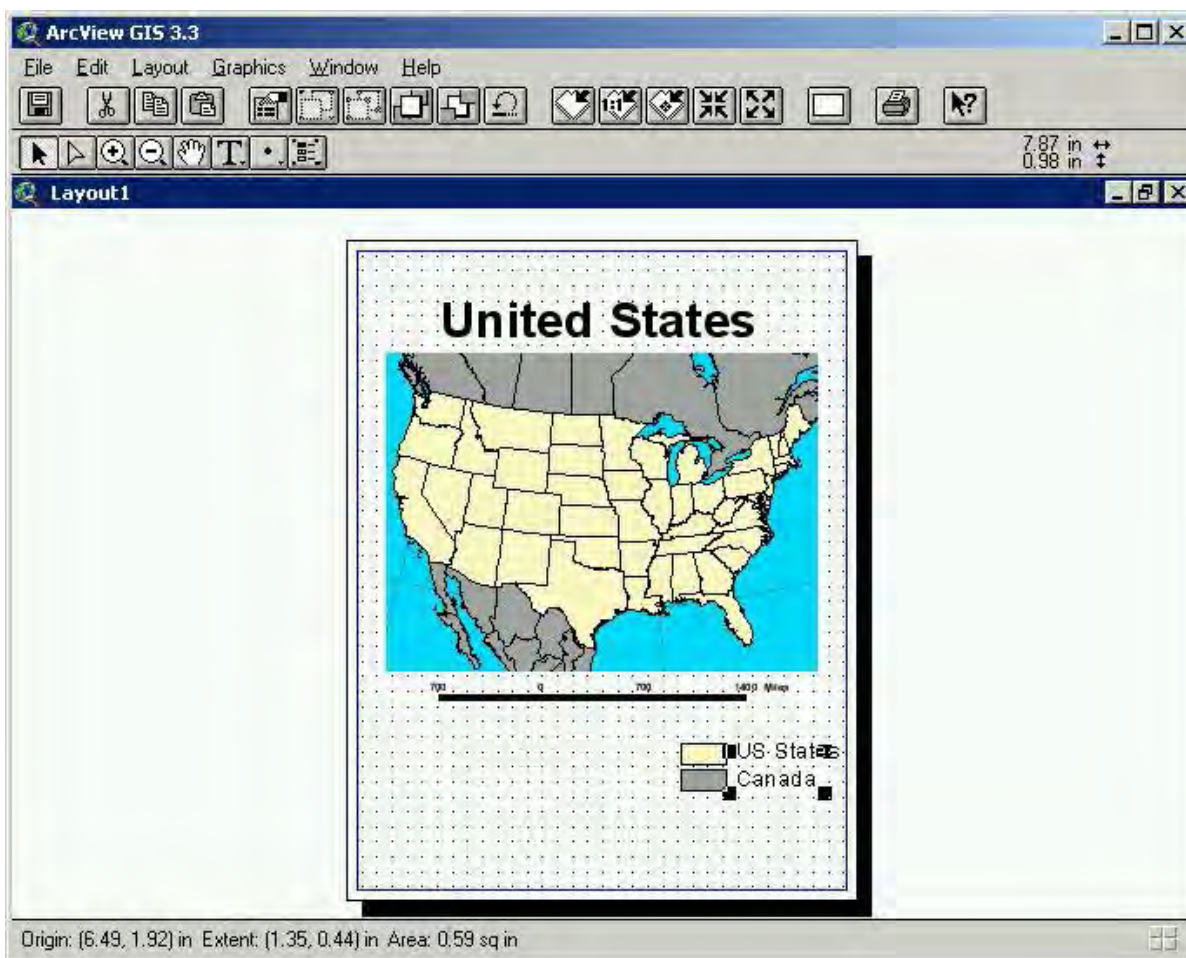 ArcView GIS 3.3
File Edit Layout Graphics Window Help
1:1
T
7.87 in
0.98 in
Layout1
United States
700 0 700 1400 Miles
US States
Canada
Origin: (6.49, 1.92) in Extent: (1.35, 0.44) in Area: 0.59 sq in